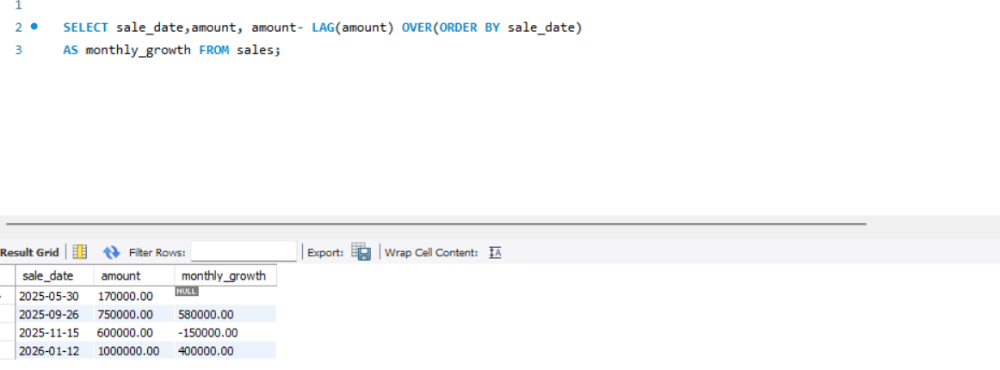 1
2 SELECT sale_date,amount, amount- LAG(amount) OVER(ORDER BY sale_date)
3 AS monthly_growth FROM sales;
Result Grid Filter Rows: Export: Wrap Cell Content: IA
sale_date amount monthly_growth
2025-05-30 170000.00 NULL
2025-09-26 750000.00 580000.00
2025-11-15 600000.00 -150000.00
2026-01-12 1000000.00 400000.00